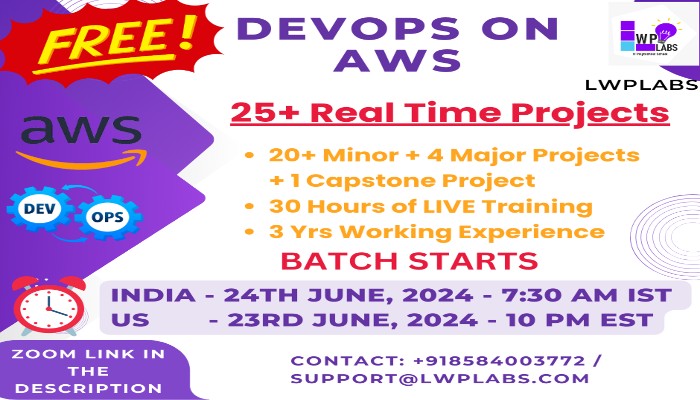 FREE!
DEVOPS ON
AWS
WP
LABS
LWPLABS
25+ Real Time Projects
aws
• 20+ Minor + 4 Major Projects
+ 1 Capstone Project
• 30 Hours of LIVE Training
• 3 Yrs Working Experience
DEV
OPS
BATCH STARTS
INDIA - 24TH JUNE, 2024 - 7:30 AM IST
US - 23RD JUNE, 2024 - 10 PM EST
ZOOM LINK IN
THE
DESCRIPTION
CONTACT: +918584003772 /
SUPPORT@LWPLABS.COM